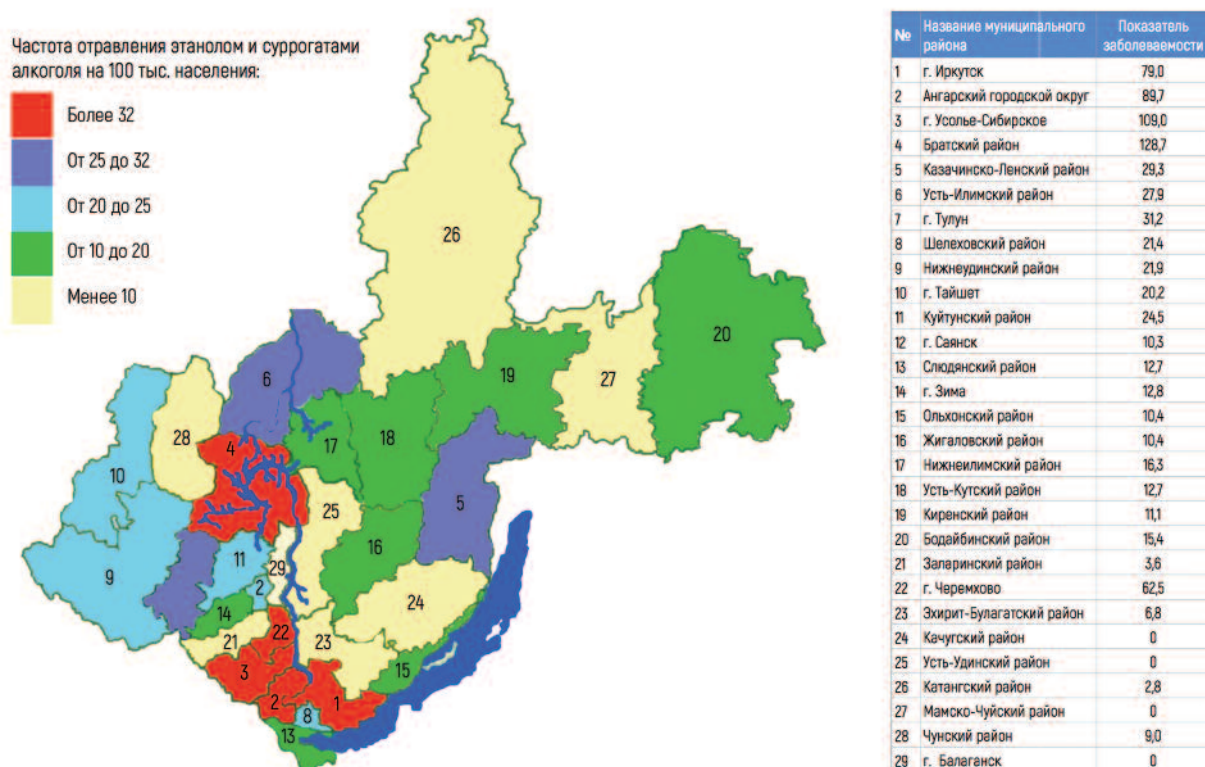 Частота отравления этанолом и суррогатами
алкоголя на 100 тыс. населения:
Более 32
От 25 до 32
От 20 до 25
От 10 до 20
Менее 10
26
20
27
19
6
28
4
17
18
10
5
25
16
11
9
29
2
24
14
22
23
21
3
15
2
1
8
13
№ Название муниципального района Показатель заболеваемости
1 г. Иркутск 79,0
2 Ангарский городской округ 89,7
3 г. Усолье-Сибирское 109,0
4 Братский район 128,7
5 Казачинско-Ленский район 29,3
6 Усть-Илимский район 27,9
7 г. Тулун 31,2
8 Шелеховский район 21,4
9 Нижнеудинский район 21,9
10 г. Тайшет 20,2
11 Куйтунский район 24,5
12 г. Саянск 10,3
13 Слюдянский район 12,7
14 г. Зима 12,8
15 Ольхонский район 10,4
16 Жигаловский район 10,4
17 Нижнеилимский район 16,3
18 Усть-Кутский район 12,7
19 Киренский район 11,1
20 Бодайбинский район 15,4
21 Заларинский район 3,6
22 г. Черемхово 62,5
23 Эхирит-Булагатский район 6,8
24 Качугский район 0
25 Усть-Удинский район 0
26 Катангский район 2,8
27 Мамско-Чуйский район 0
28 Чунский район 9,0
29 г. Балаганск 0